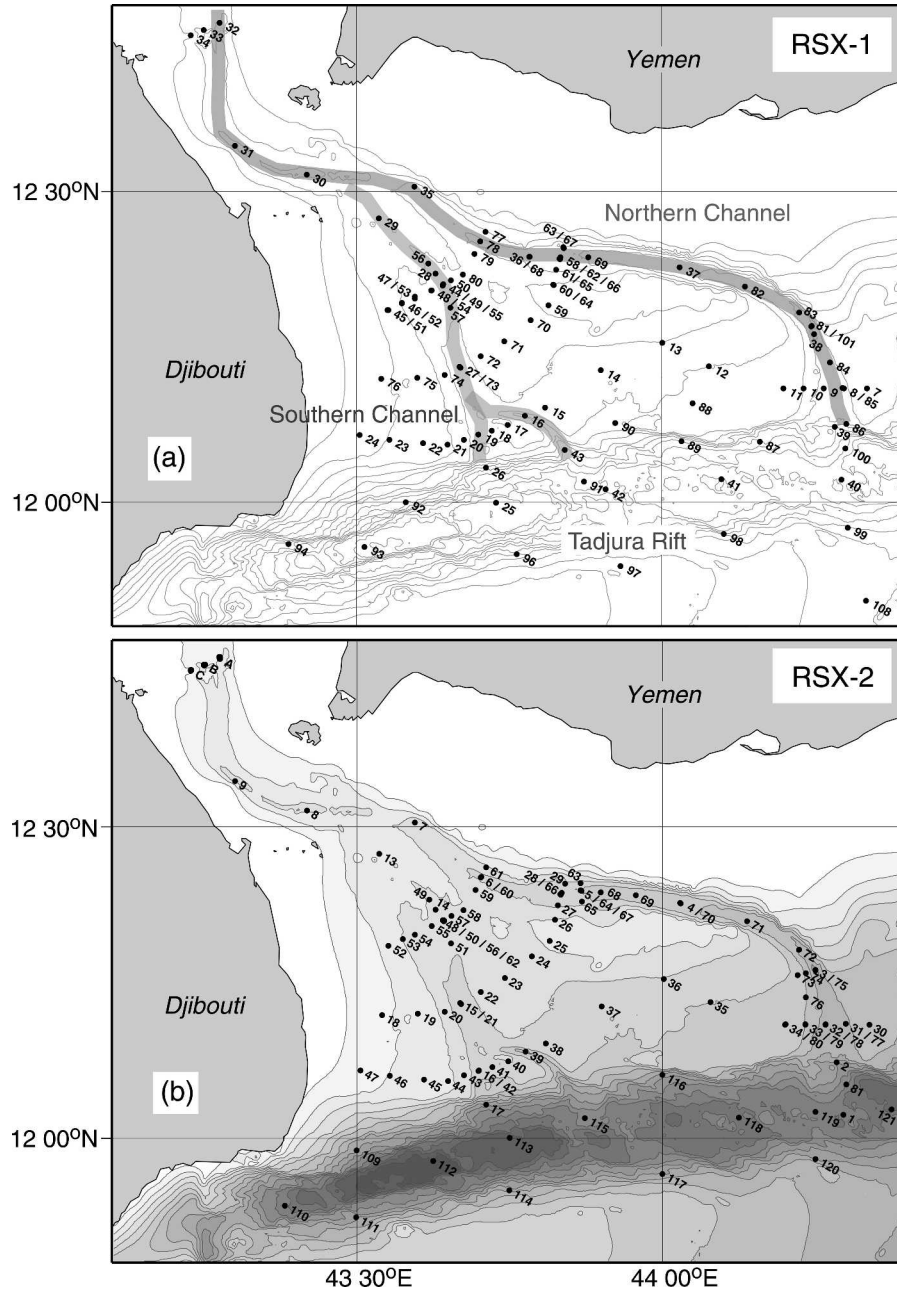 RSX-1
Yemen
32
33
34
31
30
35
Northern Channel
29
77
78
79
63 / 67
36 / 68
58 / 62 / 66
69
37
56
28
80
50
61 / 65
60 / 64
82
47 / 53
44 / 49 / 55
48 / 54
46 / 52
45 / 51
57
59
83
81 / 101
38
70
71
13
72
84
Djibouti
76
75
74
27 / 73
14
12
11
10
9
8 / 85
7
Southern Channel
15
16
88
17
18
19
20
21
22
23
24
90
89
87
39
86
100
(a)
43
26
91
42
41
40
92
25
94
93
Tadjura Rift
96
97
98
99
108
12 30°N
12 00°N
RSX-2
Yemen
A
B
C
9
8
7
13
61
6 / 60
59
28 / 66
29
63
5 / 64 / 67
68
69
4 / 70
65
71
49
14
58
57
48 / 50 / 56 / 62
55
54
53
52
51
27
26
25
24
72
3 / 75
74
73
23
36
22
37
35
76
Djibouti
18
19
20
15 / 21
34 / 80
33 / 79
32 / 78
31 / 77
30
38
39
40
41
16 / 42
43
44
45
46
47
116
2
81
(b)
17
115
118
119
1
121
109
112
113
110
111
114
117
120
12 30°N
12 00°N
43 30°E
44 00°E